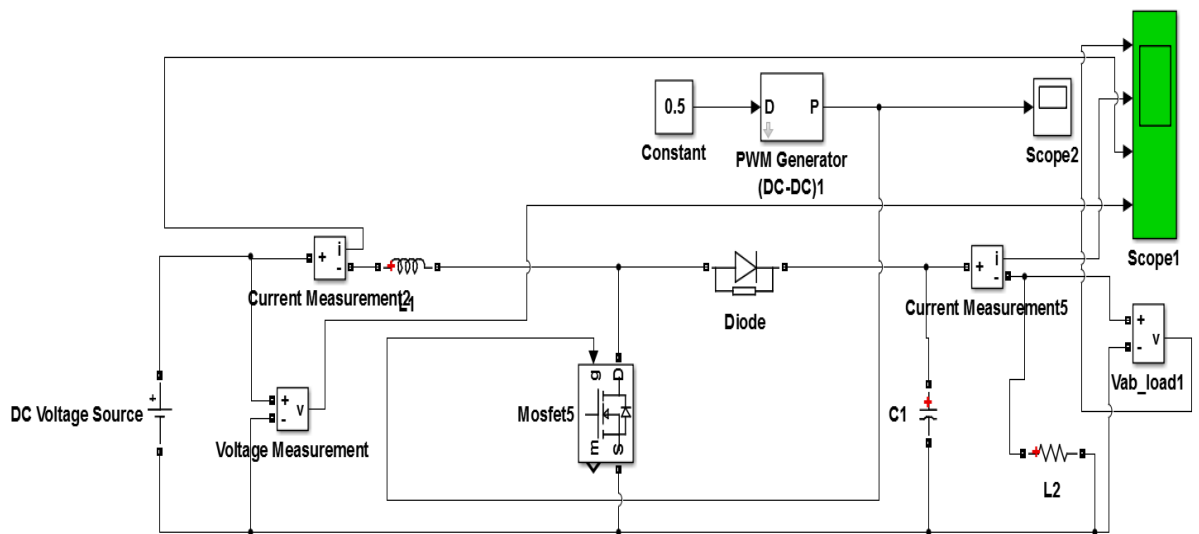 0.5
Constant
D
P
PWM Generator
(DC-DC)1
Scope2
Scope1
+
i
-
Current Measurement2
+
L1
Diode
+
i
-
Current Measurement5
+
v
-
Vab_load1
DC Voltage Source
+
+
v
-
Voltage Measurement
g
D
Mosfet5
m
S
C1
+
+
L2